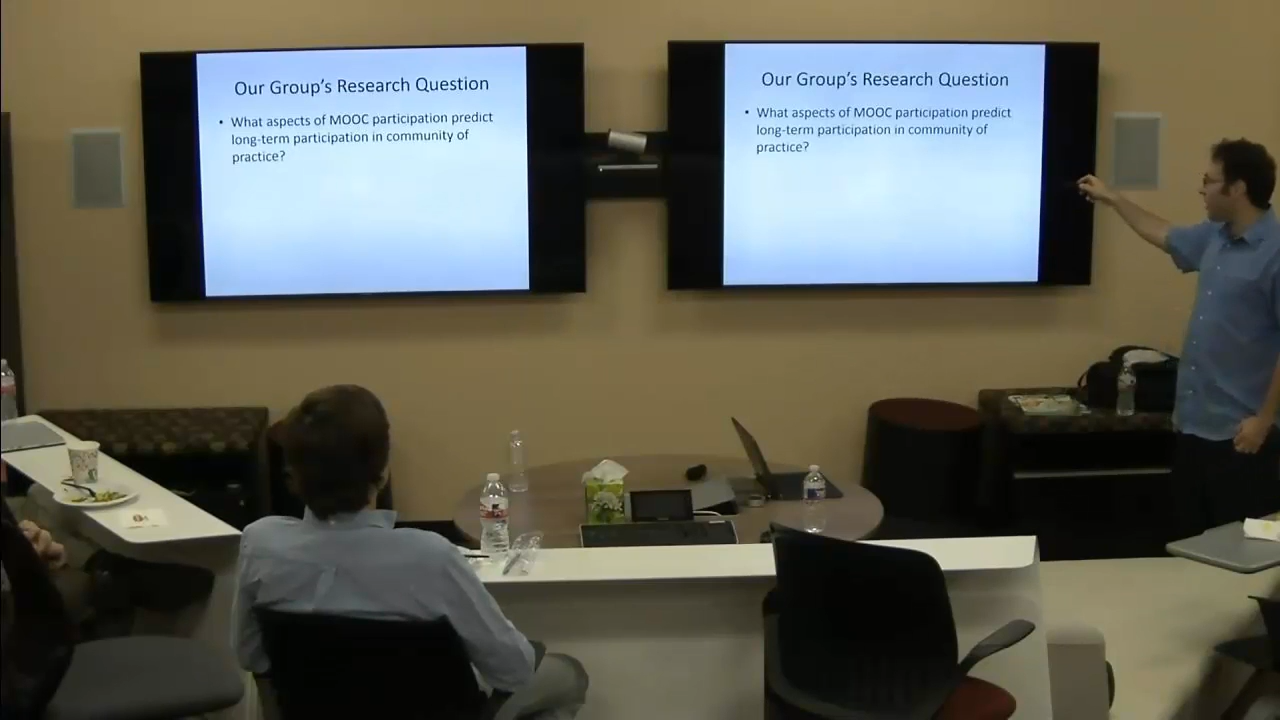 Our Group's Research Question
• What aspects of MOOC participation predict
long-term participation in community of
practice?
Our Group's Research Question
• What aspects of MOOC participation predict
long-term participation in community of
practice?